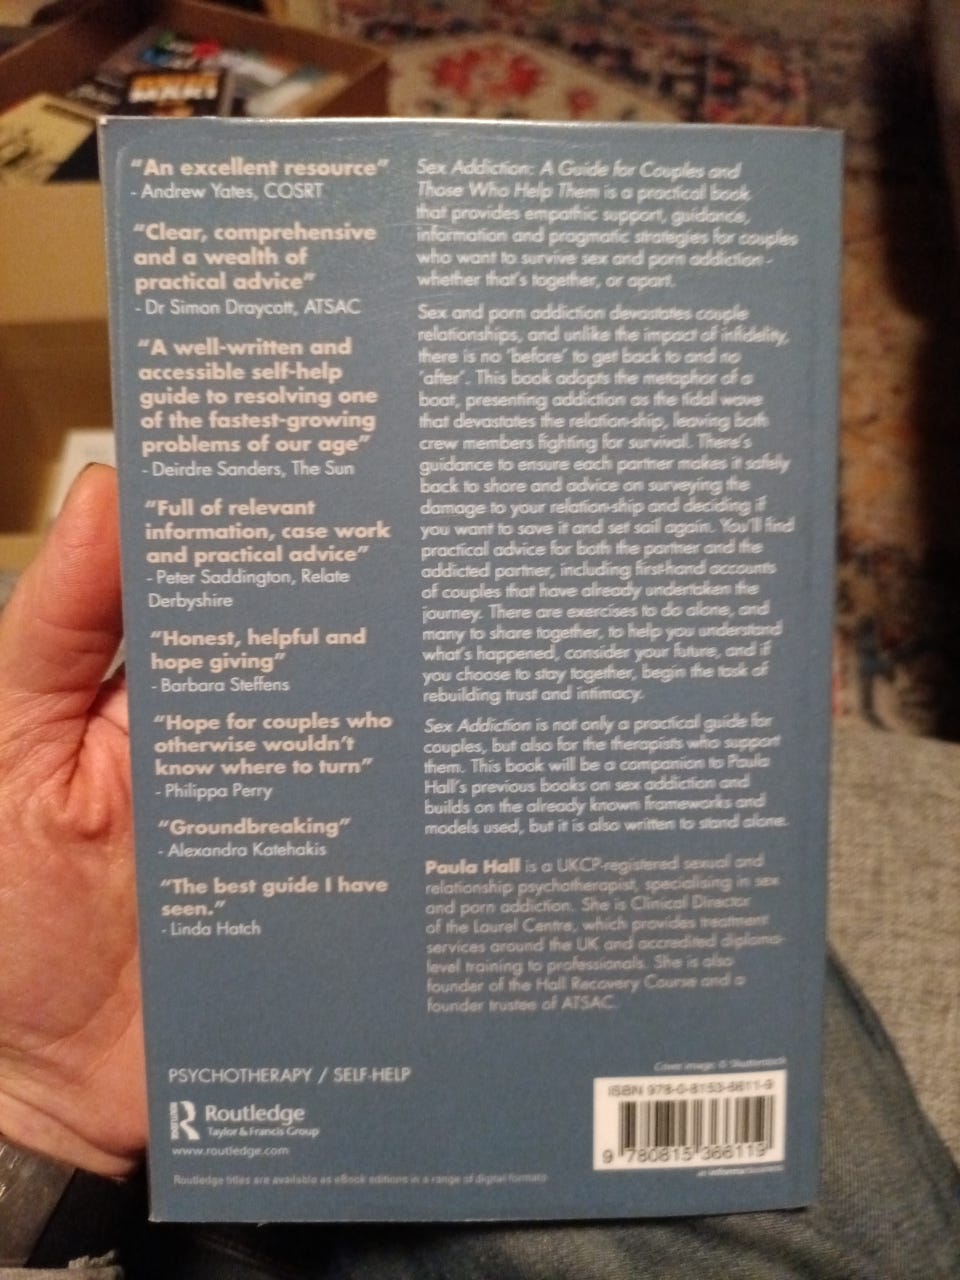 "An excellent resource"
- Andrew Yates, COSRT
"Clear, comprehensive
and a wealth of
practical advice"
- Dr Simon Draycott, ATSAC
"A well-written and
accessible self-help
guide to resolving one
of the fastest-growing
problems of our age"
- Deirdre Sanders, The Sun
"Full of relevant
information, case work
and practical advice"
- Peter Saddington, Relate
Derbyshire
"Honest, helpful and
hope giving"
- Barbara Steffens
"Hope for couples who
otherwise wouldn't
know where to turn"
- Philippa Perry
"Groundbreaking"
- Alexandra Katehakis
"The best guide I have
seen."
- Linda Hatch
Sex Addiction: A Guide for Couples and
Those Who Help Them is a practical book
that provides empathic support, guidance,
information and pragmatic strategies for couples
who want to survive sex and porn addiction -
whether that's together, or apart.
Sex and porn addiction devastates couple
relationships, and unlike the impact of infidelity,
there is no 'before' to get back to and no
'after'. This book adopts the metaphor of a
boat, presenting addiction as the tidal wave
that devastates the relation-ship, leaving both
crew members fighting for survival. There's
guidance to ensure each partner makes it safely
back to shore and advice on surveying the
damage to your relation-ship and deciding if
you want to save it and set sail again. You'll find
practical advice for both the partner and the
addicted partner, including first-hand accounts
of couples that have already undertaken the
journey. There are exercises to do alone, and
many to share together, to help you understand
what's happened, consider your future, and if
you choose to stay together, begin the task of
rebuilding trust and intimacy.
Sex Addiction is not only a practical guide for
couples, but also for the therapists who support
them. This book will be a companion to Paula
Hall's previous books on sex addiction and
builds on the already known frameworks and
models used, but it is also written to stand alone.
Paula Hall is a UKCP-registered sexual and
relationship psychotherapist, specialising in sex
and porn addiction. She is Clinical Director
of the Laurel Centre, which provides treatment
services around the UK and accredited diploma-
level training to professionals. She is also
founder of the Hall Recovery Course and a
founder trustee of ATSAC.
PSYCHOTHERAPY / SELF-HELP
ROUTLEDGE
Routledge
Taylor & Francis Group
www.routledge.com
Routledge titles are available as eBook editions in a range of digital formats
Cover image: © Shutterstock
ISBN 978-0-8153-6611-9
9 780815 366119
an informa business